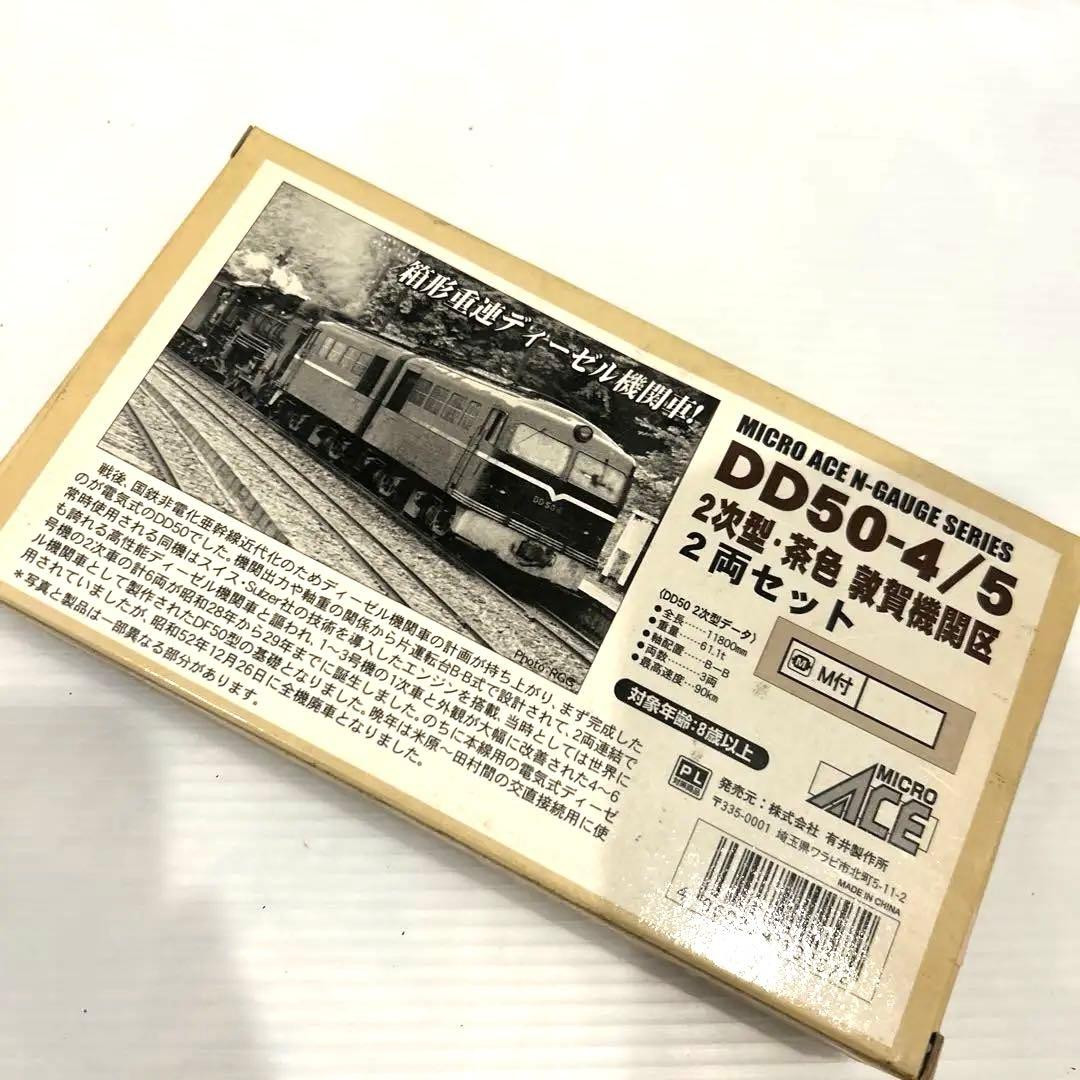 箱形重連ディーゼル機関車!
DD50 4
Photo:RGG
戦後、国鉄非電化亜幹線近代化のためディーゼル機関車の計画が持ち上がり、まず完成した
のが電気式のDD50でした。機関出力や軸重の関係から片運転台B-B式で設計されて、2両連結で
常時使用される同機はスイス・Sulzer社の技術を導入したエンジンを搭載、当時としては世界に
も誇れる高性能ディーゼル機関車と謳われ、1〜3号機の1次車と外観が大幅に改善された4〜6
号機の2次車の計6両が昭和28年から29年までに誕生しました。のちに本線用の電気式ディーゼ
ル機関車として製作されたDF50型の基礎となりました。晩年は米原〜田村間の交直接続用に使
用されていましたが、昭和52年12月26日に全機廃車となりました。
*写真と製品は一部異なる部分があります。
MICRO ACE N-GAUGE SERIES
DD50-4/5
2次型・茶色 敦賀機関区
2両セット
(DD50 2次型データ)
●全長……11800mm
●重量……61.1t
●軸配置……B−B
●両数……3両
●最高速度…90km
M M付
対象年齢:8歳以上
PL
対策商品
MICRO
ACE
発売元:株式会社 有井製作所
〒335-0001 埼玉県ワラビ市北町5-11-2
MADE IN CHINA